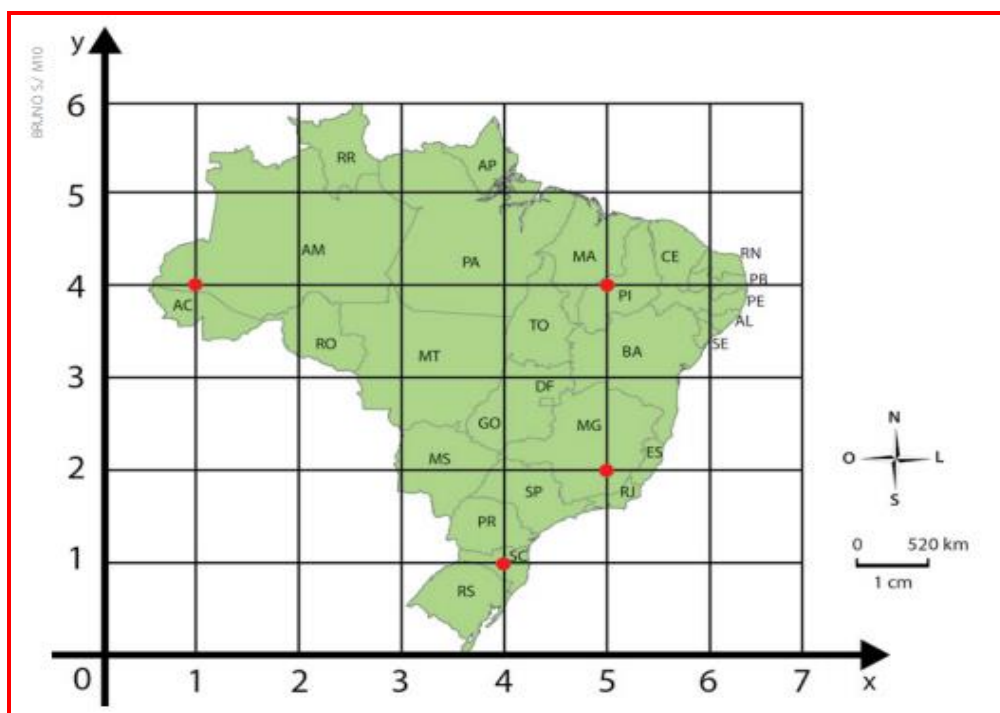 BRUNO S./ M10
y
6
RR
AP
5
AM
PA
MA
CE
RN
4
PB
AC
PI
PE
TO
AL
RO
MT
BA
SE
3
DF
GO
MG
N
MS
ES
O L
2
SP
RJ
S
PR
0 520 km
1
SC
1 cm
RS
0 1 2 3 4 5 6 7 x